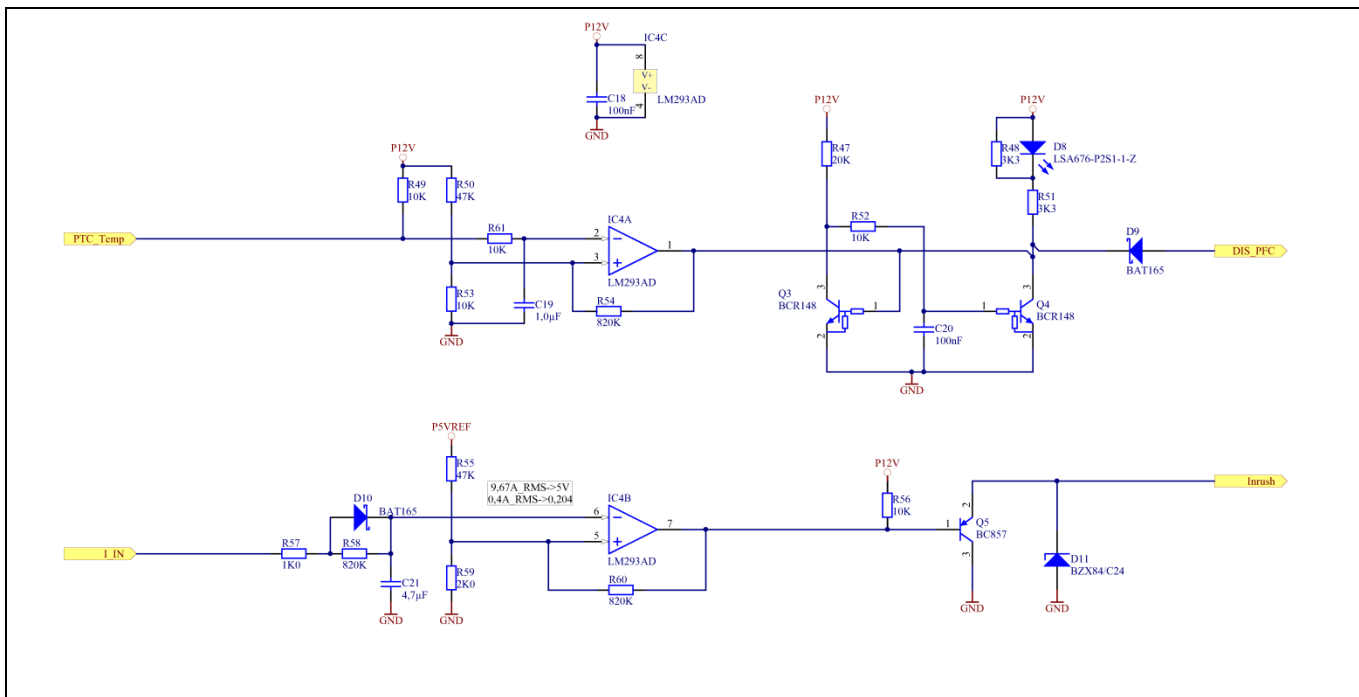 P12V
IC4C
8
V+
V-
4
LM293AD
C18
100nF
GND
P12V
R49
10K
R50
47K
PTC_Temp
R61
10K
IC4A
2
3
1
LM293AD
R53
10K
C19
1,0µF
R54
820K
GND
P12V
R47
20K
R52
10K
P12V
R48
3K3
D8
LSA676-P2S1-1-Z
R51
3K3
D9
BAT165
DIS_PFC
Q3
BCR148
3
1
2
C20
100nF
3
1
2
Q4
BCR148
GND
P5VREF
R55
47K
9,67A_RMS->5V
0,4A_RMS->0,204
D10
BAT165
IC4B
6
5
7
LM293AD
I_IN
R57
1K0
R58
820K
C21
4,7µF
GND
R59
2K0
GND
R60
820K
P12V
R56
10K
2
1
3
Q5
BC857
GND
D11
BZX84/C24
GND
Inrush